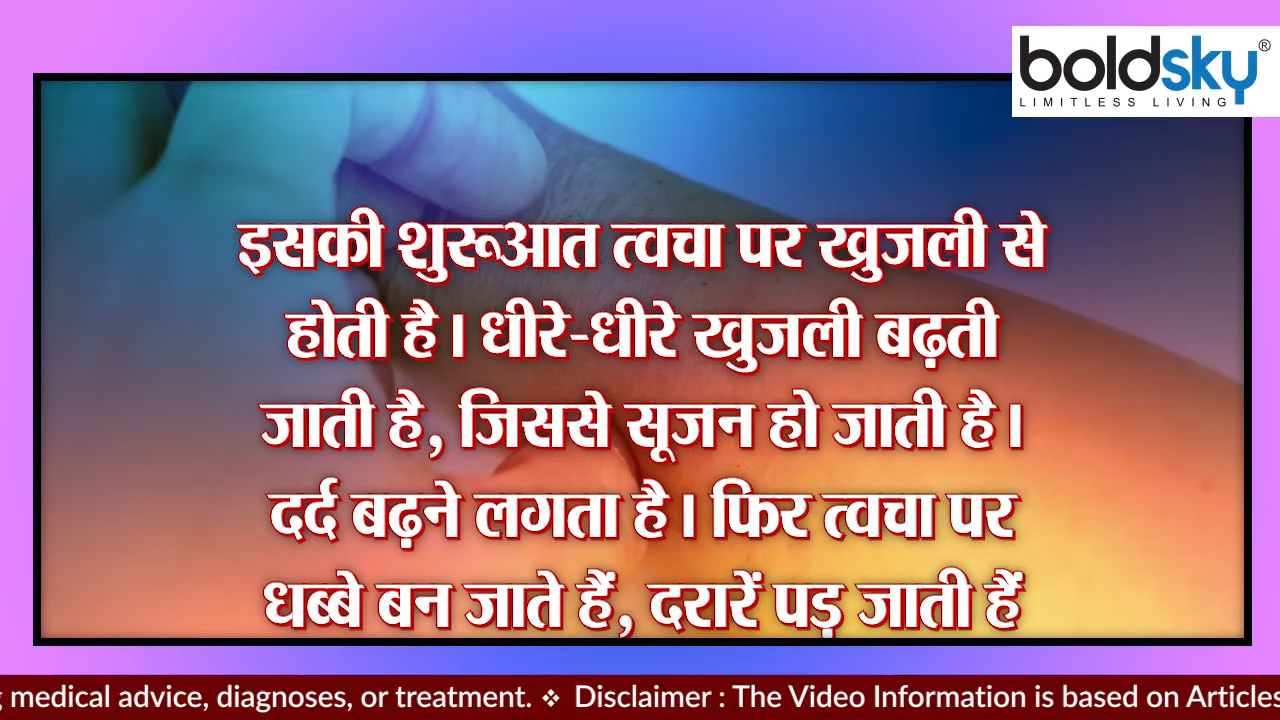 boldsky®
LIMITLESS LIVING
इसकी शुरूआत त्वचा पर खुजली से
होती है। धीरे-धीरे खुजली बढ़ती
जाती है, जिससे सूजन हो जाती है।
दर्द बढ़ने लगता है। फिर त्वचा पर
धब्बे बन जाते हैं, दरारें पड़ जाती हैं
medical advice, diagnoses, or treatment. ❖ Disclaimer : The Video Information is based on Articles